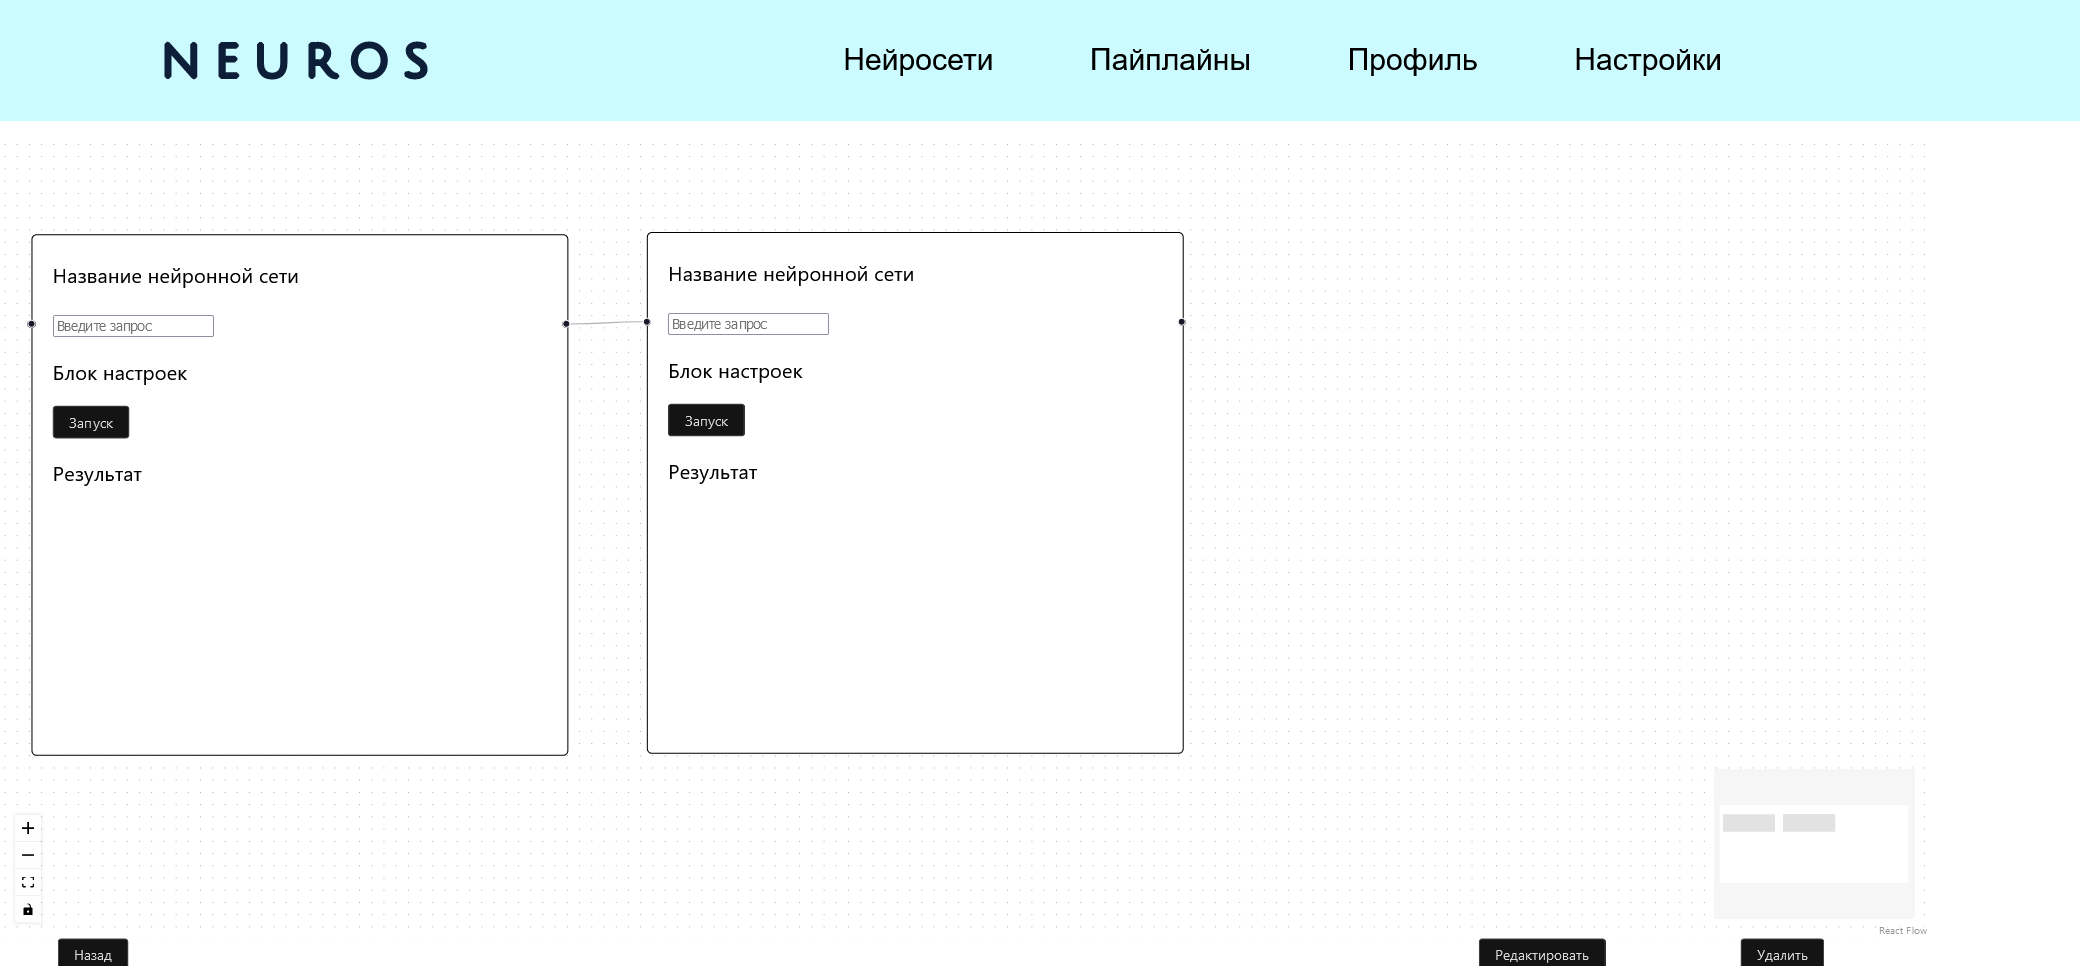 NEUROS
Нейросети Пайплайны Профиль Настройки
Название нейронной сети
Введите запрос
Блок настроек
Запуск
Результат
Название нейронной сети
Введите запрос
Блок настроек
Запуск
Результат
React Flow
Назад Редактировать Удалить